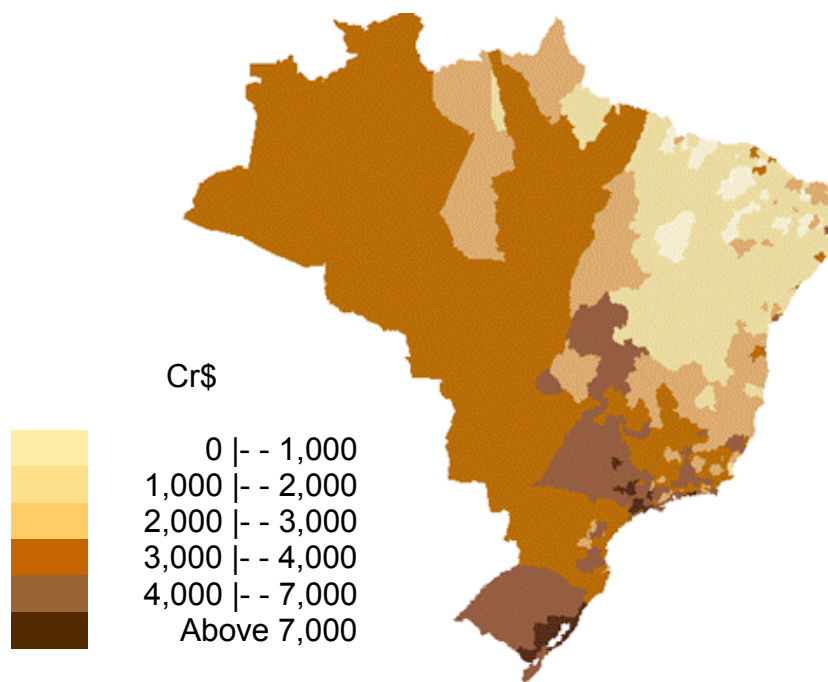 Cr$
0 |- - 1,000
1,000 |- - 2,000
2,000 |- - 3,000
3,000 |- - 4,000
4,000 |- - 7,000
Above 7,000